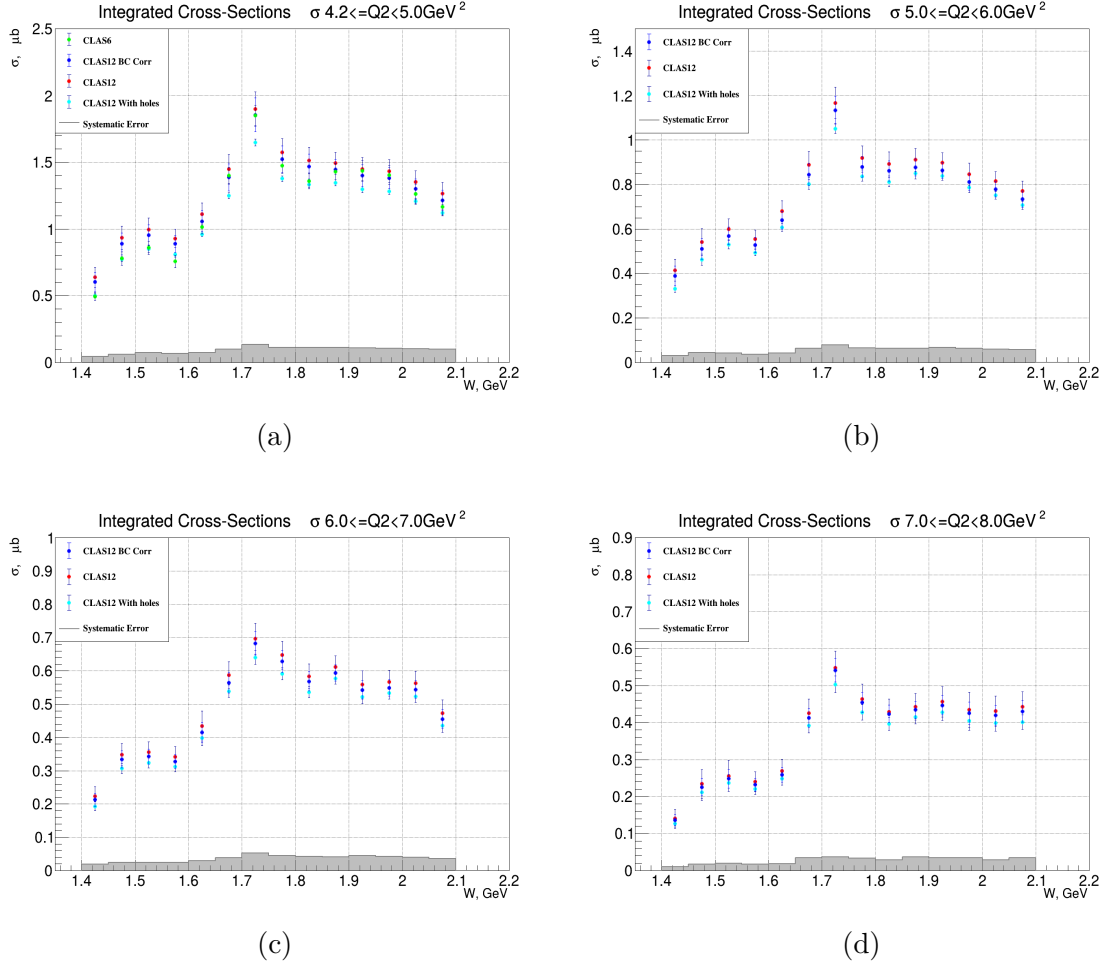 Integrated Cross-Sections σ 4.2<=Q2<5.0GeV²
σ, μb
2.5
2
1.5
1
0.5
0
CLAS6
CLAS12 BC Corr
CLAS12
CLAS12 With holes
Systematic Error
1.4 1.5 1.6 1.7 1.8 1.9 2 2.1 2.2
W, GeV
(a)
Integrated Cross-Sections σ 5.0<=Q2<6.0GeV²
σ, μb
1.4
1.2
1
0.8
0.6
0.4
0.2
0
CLAS12 BC Corr
CLAS12
CLAS12 With holes
Systematic Error
1.4 1.5 1.6 1.7 1.8 1.9 2 2.1 2.2
W, GeV
(b)
Integrated Cross-Sections σ 6.0<=Q2<7.0GeV²
σ, μb
1
0.9
0.8
0.7
0.6
0.5
0.4
0.3
0.2
0.1
0
CLAS12 BC Corr
CLAS12
CLAS12 With holes
Systematic Error
1.4 1.5 1.6 1.7 1.8 1.9 2 2.1 2.2
W, GeV
(c)
Integrated Cross-Sections σ 7.0<=Q2<8.0GeV²
σ, μb
0.9
0.8
0.7
0.6
0.5
0.4
0.3
0.2
0.1
0
CLAS12 BC Corr
CLAS12
CLAS12 With holes
Systematic Error
1.4 1.5 1.6 1.7 1.8 1.9 2 2.1 2.2
W, GeV
(d)